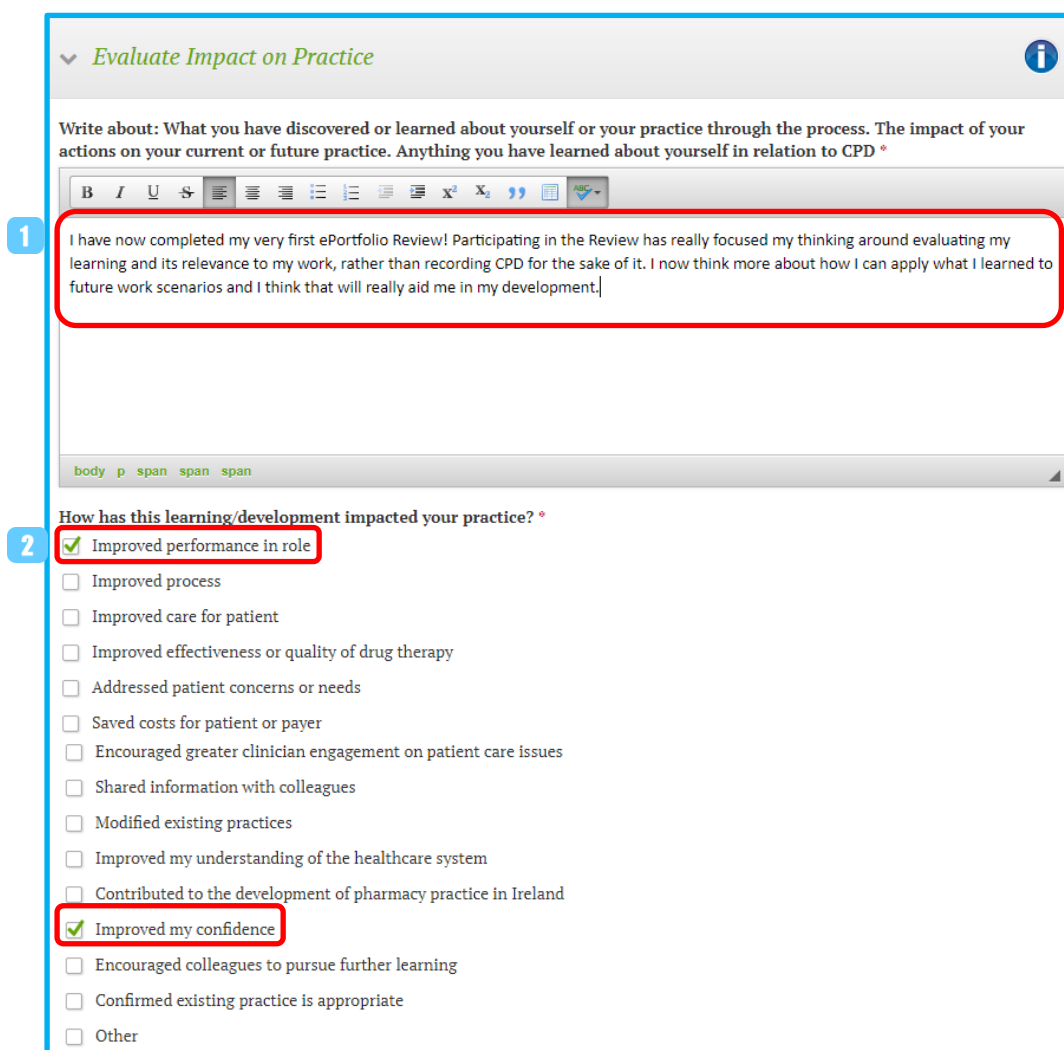 Evaluate Impact on Practice
Write about: What you have discovered or learned about yourself or your practice through the process. The impact of your
actions on your current or future practice. Anything you have learned about yourself in relation to CPD *
B I U S x² X₂ ” ABC
1
I have now completed my very first ePortfolio Review! Participating in the Review has really focused my thinking around evaluating my
learning and its relevance to my work, rather than recording CPD for the sake of it. I now think more about how I can apply what I learned to
future work scenarios and I think that will really aid me in my development.
body p span span span
How has this learning/development impacted your practice? *
2
Improved performance in role
Improved process
Improved care for patient
Improved effectiveness or quality of drug therapy
Addressed patient concerns or needs
Saved costs for patient or payer
Encouraged greater clinician engagement on patient care issues
Shared information with colleagues
Modified existing practices
Improved my understanding of the healthcare system
Contributed to the development of pharmacy practice in Ireland
Improved my confidence
Encouraged colleagues to pursue further learning
Confirmed existing practice is appropriate
Other